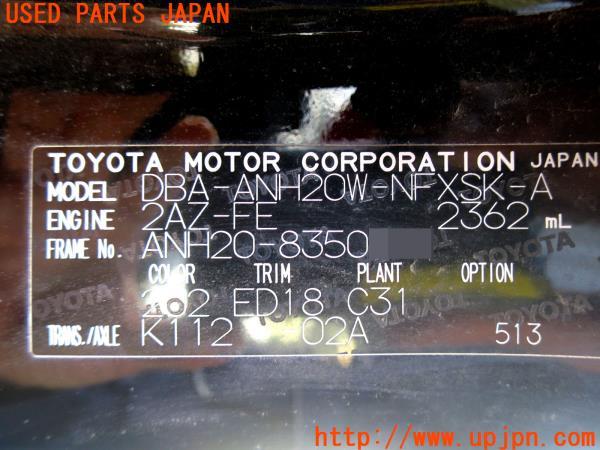 USED PARTS JAPAN
TOYOTA MOTOR CORPORATION JAPAN
MODEL DBA-ANH20W-NFXSK-A
ENGINE 2AZ-FE 2362 mL
FRAME No. ANH20-8350
COLOR TRIM PLANT OPTION
202 ED18 C31
TRANS./AXLE K112 -02A 513
http://www.upjpn.com